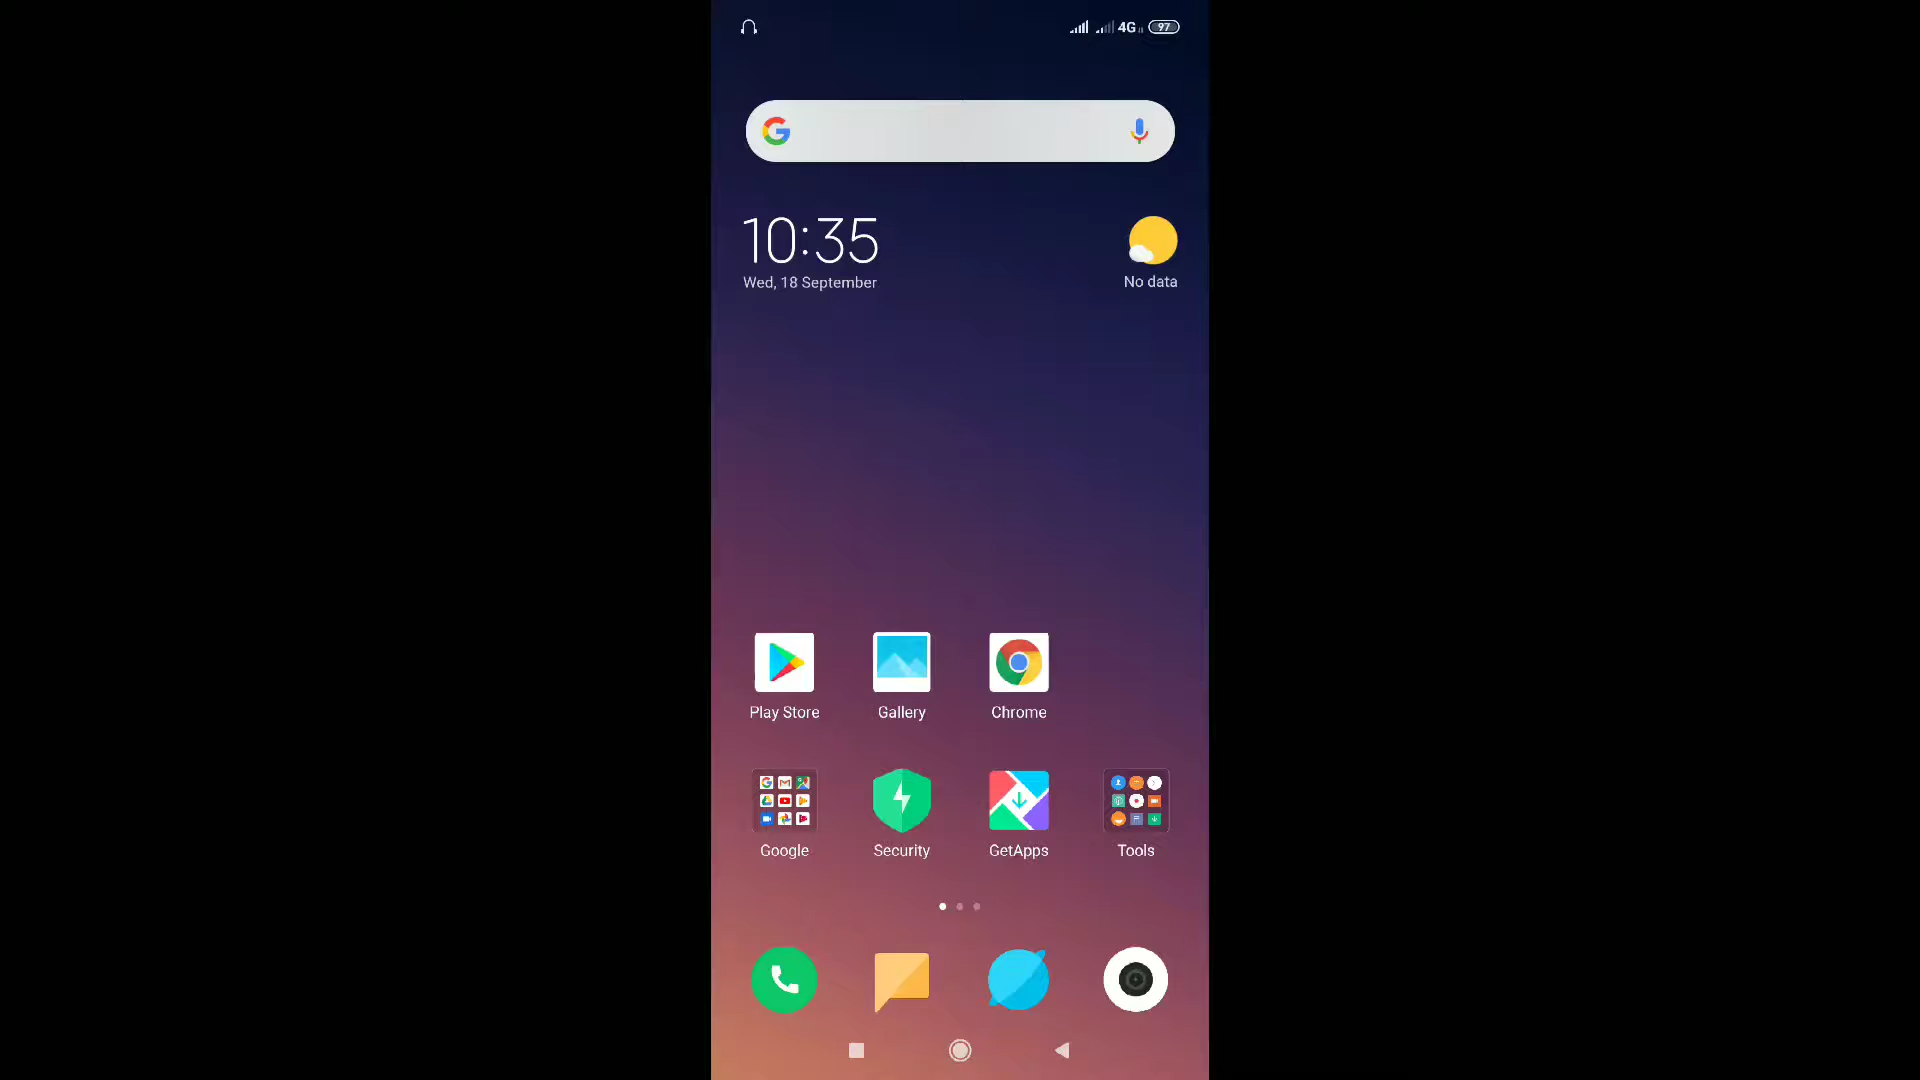 4G 97
10:35
Wed, 18 September
No data
Play Store Gallery Chrome
Google Security GetApps Tools